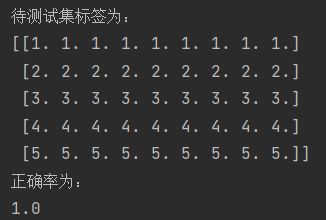 待测试集标签为:
[[1. 1. 1. 1. 1. 1. 1. 1. 1.]
[2. 2. 2. 2. 2. 2. 2. 2. 2.]
[3. 3. 3. 3. 3. 3. 3. 3. 3.]
[4. 4. 4. 4. 4. 4. 4. 4. 4.]
[5. 5. 5. 5. 5. 5. 5. 5. 5.]]
正确率为:
1.0